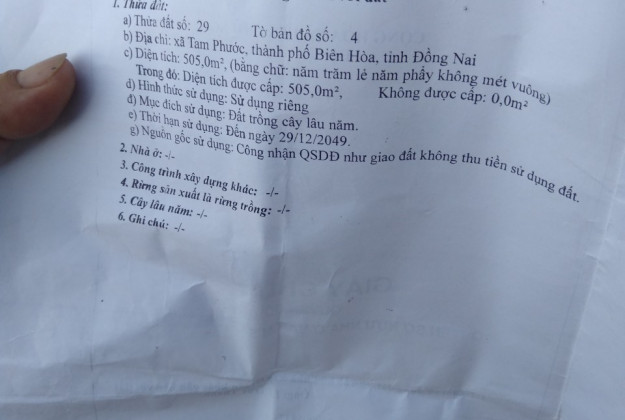 1. Thửa đất:
a) Thửa đất số: 29 Tờ bản đồ số: 4
b) Địa chỉ: xã Tam Phước, thành phố Biên Hòa, tỉnh Đồng Nai
c) Diện tích: 505,0m², (bằng chữ: năm trăm lẻ năm phẩy không mét vuông)
Trong đó: Diện tích được cấp: 505,0m², Không được cấp: 0,0m²
d) Hình thức sử dụng: Sử dụng riêng
đ) Mục đích sử dụng: Đất trồng cây lâu năm.
e) Thời hạn sử dụng: Đến ngày 29/12/2049.
g) Nguồn gốc sử dụng: Công nhận QSDĐ như giao đất không thu tiền sử dụng đất.
2. Nhà ở: -/-
3. Công trình xây dựng khác: -/-
4. Rừng sản xuất là rừng trồng: -/-
5. Cây lâu năm: -/-
6. Ghi chú: -/-